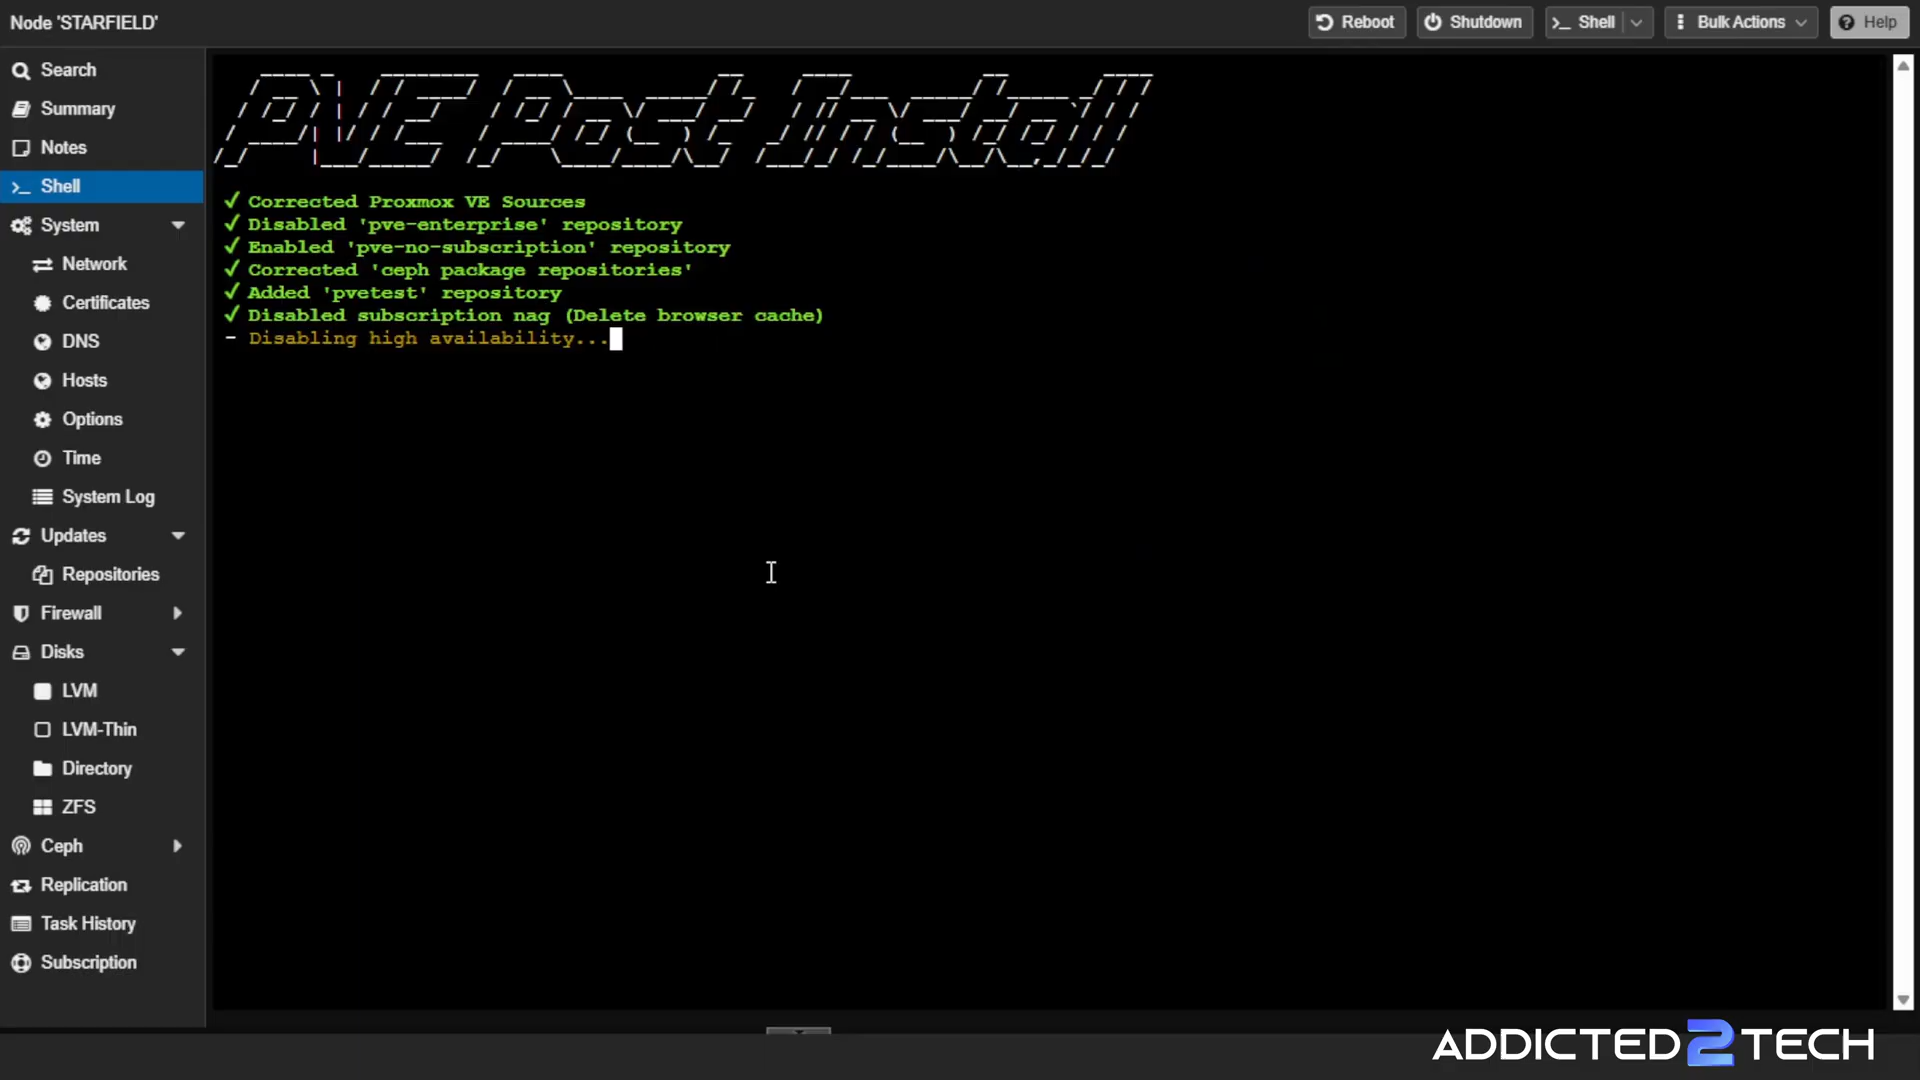 Node 'STARFIELD'
Reboot
Shutdown
Shell
Bulk Actions
Help
Search
Summary
Notes
Shell
System
Network
Certificates
DNS
Hosts
Options
Time
System Log
Updates
Repositories
Firewall
Disks
LVM
LVM-Thin
Directory
ZFS
Ceph
Replication
Task History
Subscription
PVE Post Install
✓ Corrected Proxmox VE Sources
✓ Disabled 'pve-enterprise' repository
✓ Enabled 'pve-no-subscription' repository
✓ Corrected 'ceph package repositories'
✓ Added 'pvetest' repository
✓ Disabled subscription nag (Delete browser cache)
- Disabling high availability...
ADDICTED2TECH